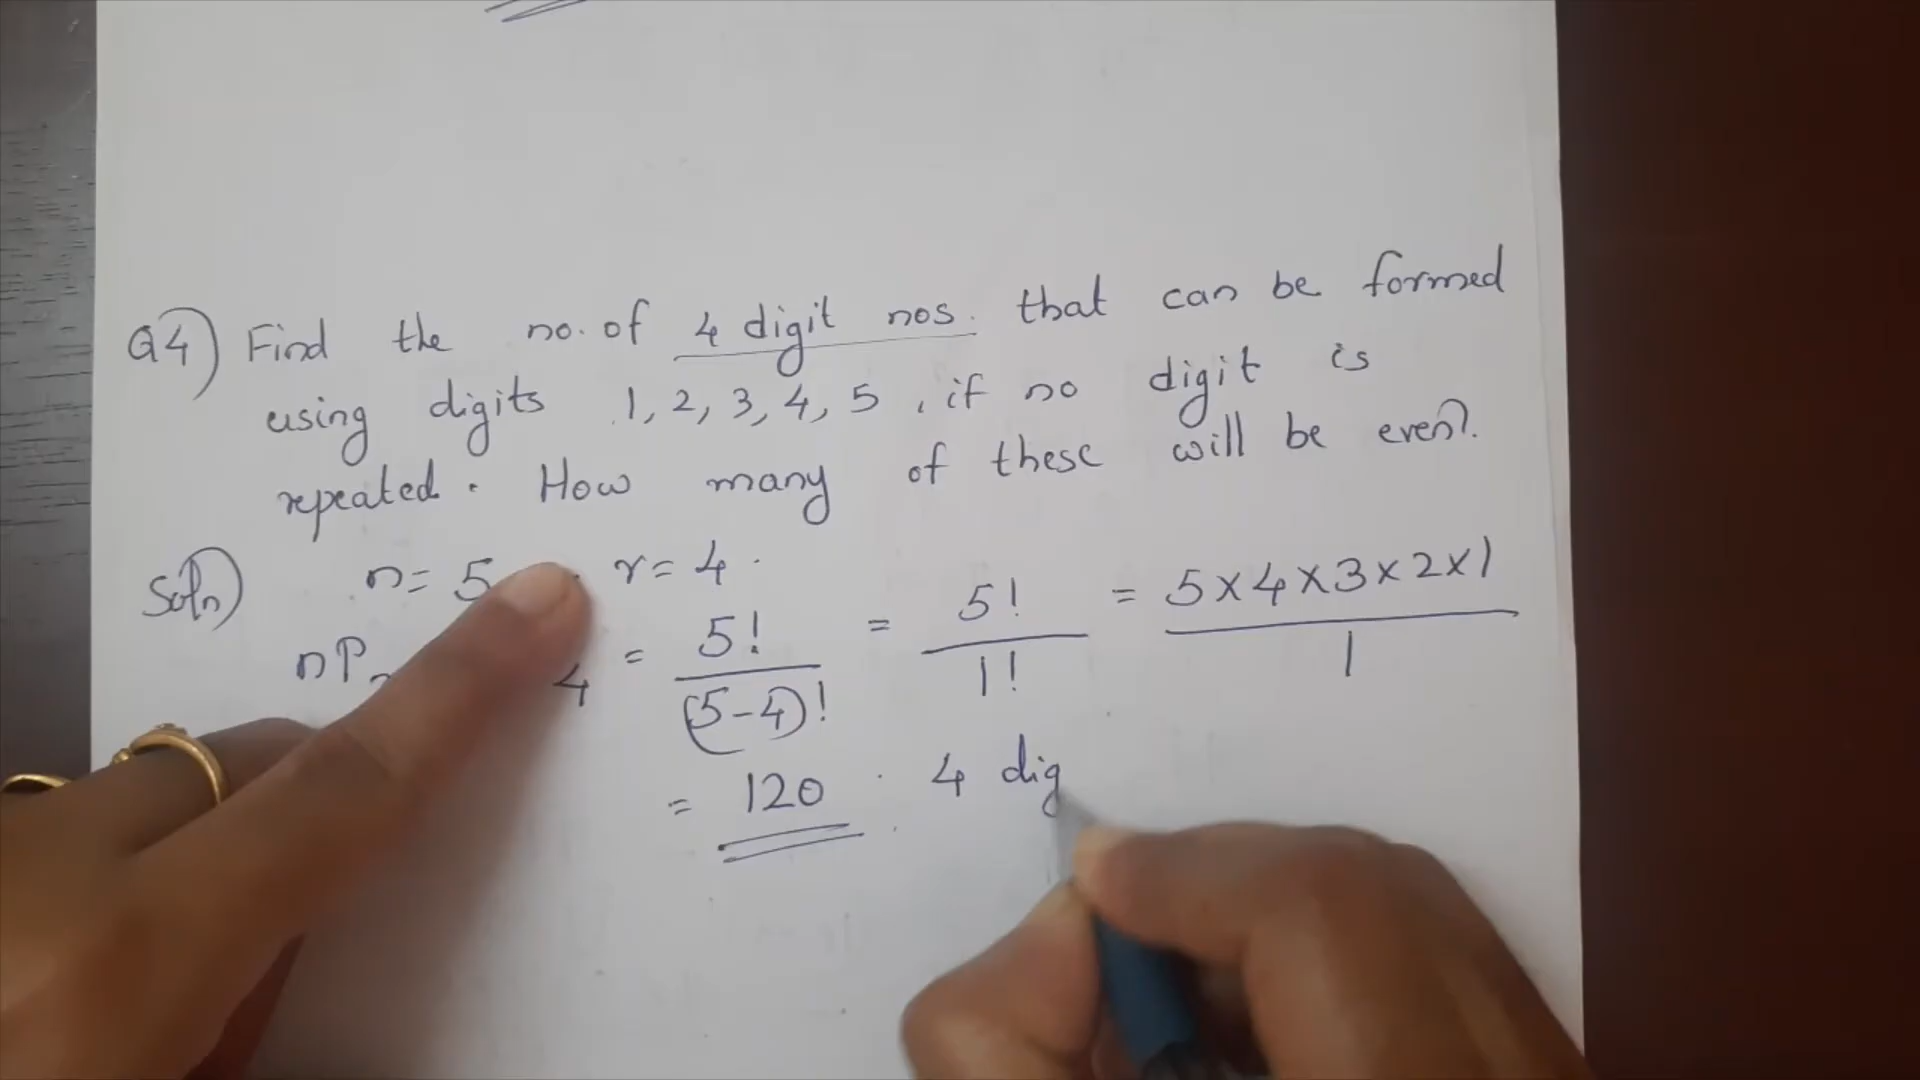 Q4) Find the no. of 4 digit nos. that can be formed
using digits 1, 2, 3, 4, 5, if no digit is
repeated. How many of these will be even?
Soln) n = 5 r = 4.
nP 4 = 5! / (5-4)! = 5! / 1! = 5×4×3×2×1 / 1
= 120. 4 dig